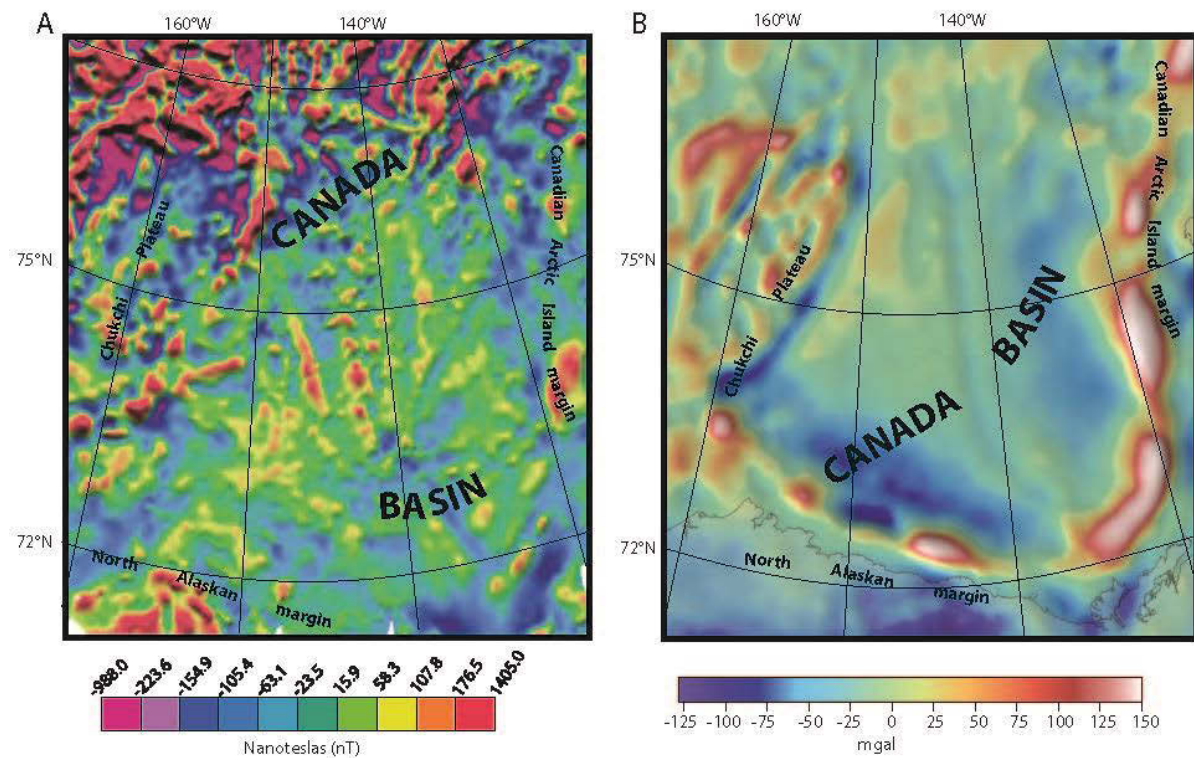 A
160°W
140°W
75°N
72°N
CANADA
BASIN
Chukchi
Plateau
Canadian
Arctic
Island
margin
North
Alaskan
margin
-988.0
-223.6
-154.9
-105.4
-63.1
-23.5
15.9
58.3
107.8
176.5
1405.0
Nanoteslas (nT)
B
160°W
140°W
75°N
72°N
CANADA
BASIN
Chukchi
Plateau
Canadian
Arctic
Island
margin
North
Alaskan
margin
-125 -100 -75 -50 -25 0 25 50 75 100 125 150
mgal